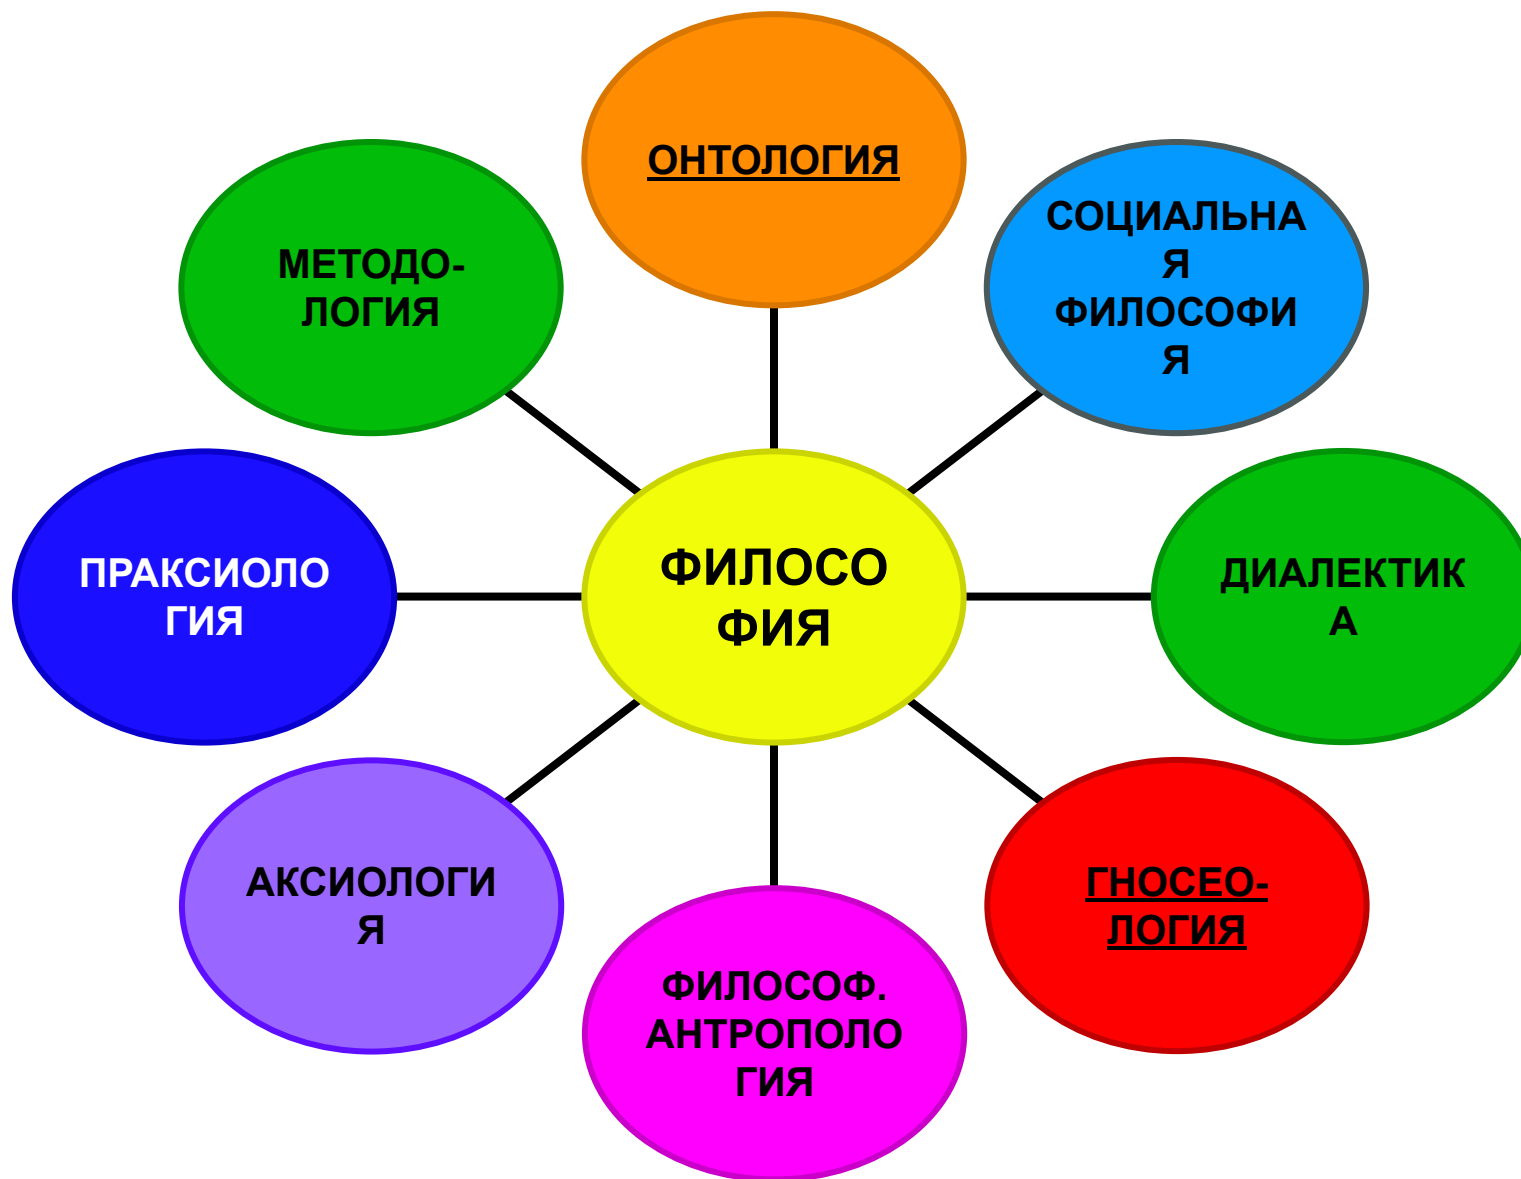 ОНТОЛОГИЯ
СОЦИАЛЬНА
Я
ФИЛОСОФИ
Я
МЕТОДО-
ЛОГИЯ
ПРАКСИОЛО
ГИЯ
ФИЛОСО
ФИЯ
ДИАЛЕКТИК
А
АКСИОЛОГИ
Я
ГНОСЕО-
ЛОГИЯ
ФИЛОСОФ.
АНТРОПОЛО
ГИЯ